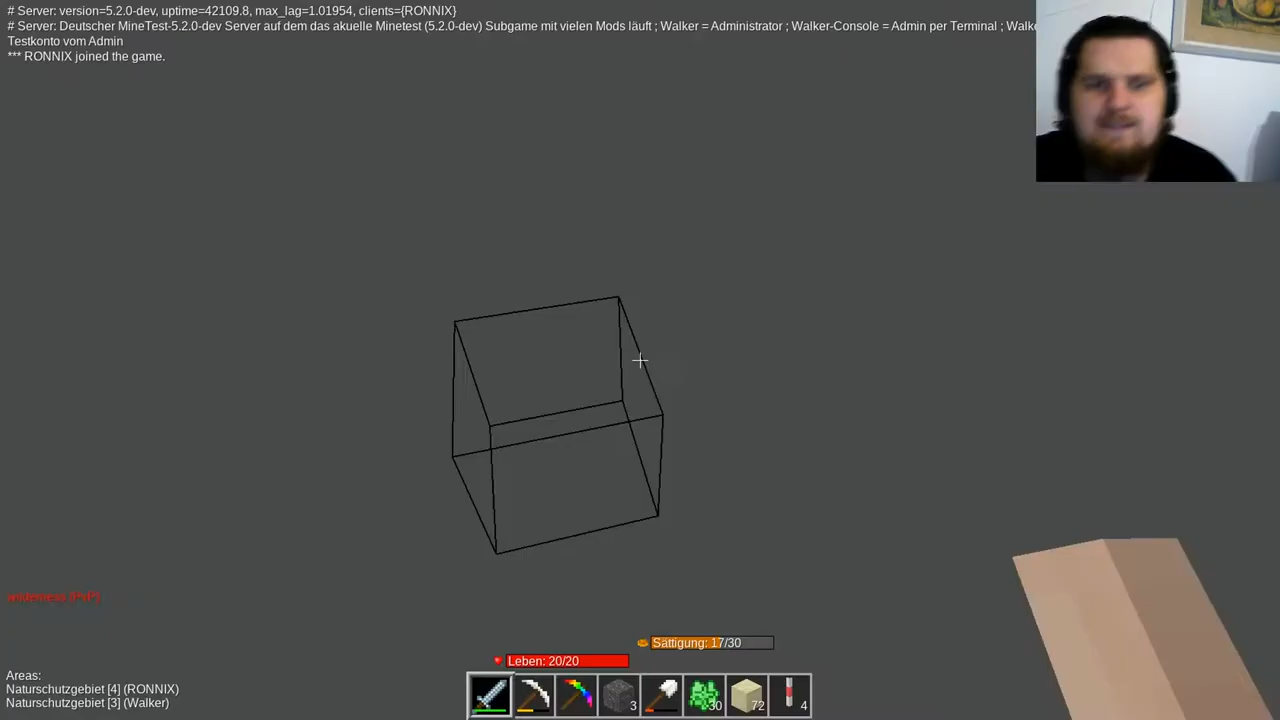 # Server: version=5.2.0-dev, uptime=42109.8, max_lag=1.01954, clients={RONNIX}
# Server: Deutscher MineTest-5.2.0-dev Server auf dem das akuelle Minetest (5.2.0-dev) Subgame mit vielen Mods läuft ; Walker = Administrator ; Walker-Console = Admin per Terminal ;
Testkonto vom Admin
*** RONNIX joined the game.
wilderness
Sättigung: 17/30
Leben: 20/20
Areas:
Naturschutzgebiet [4] (RONNIX)
Naturschutzgebiet [3] (Walker)
3
30
72
4